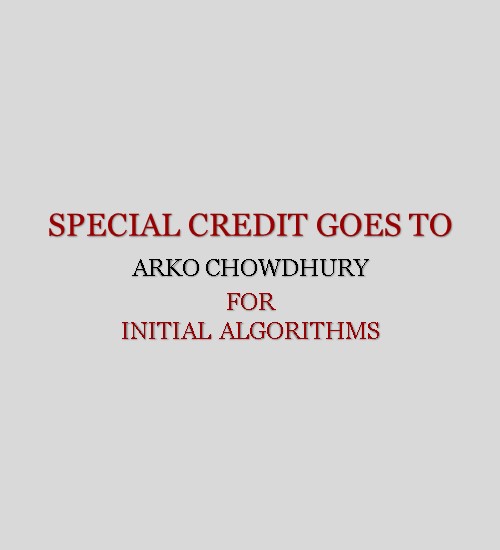 SPECIAL CREDIT GOES TO
ARKO CHOWDHURY
FOR
INITIAL ALGORITHMS